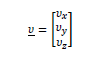 v = [v_x
v_y
v_z]